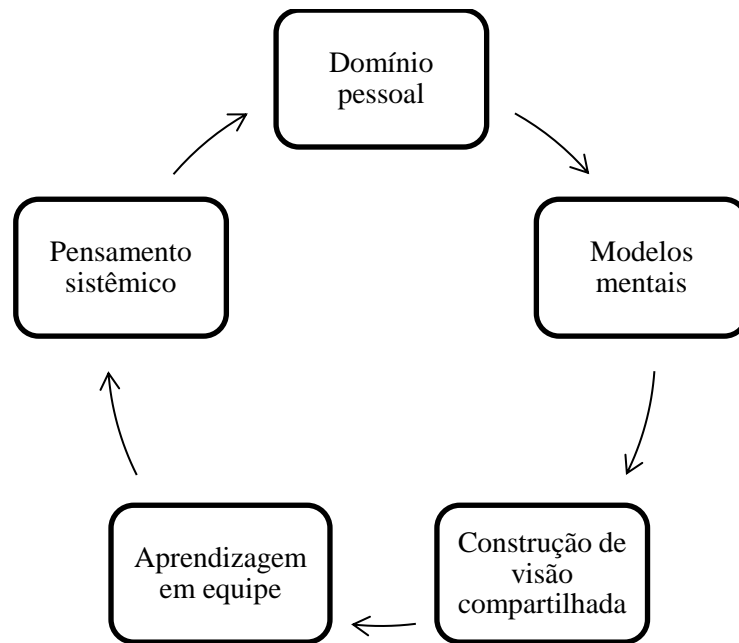 Domínio
pessoal
Modelos
mentais
Construção de
visão
compartilhada
Aprendizagem
em equipe
Pensamento
sistêmico